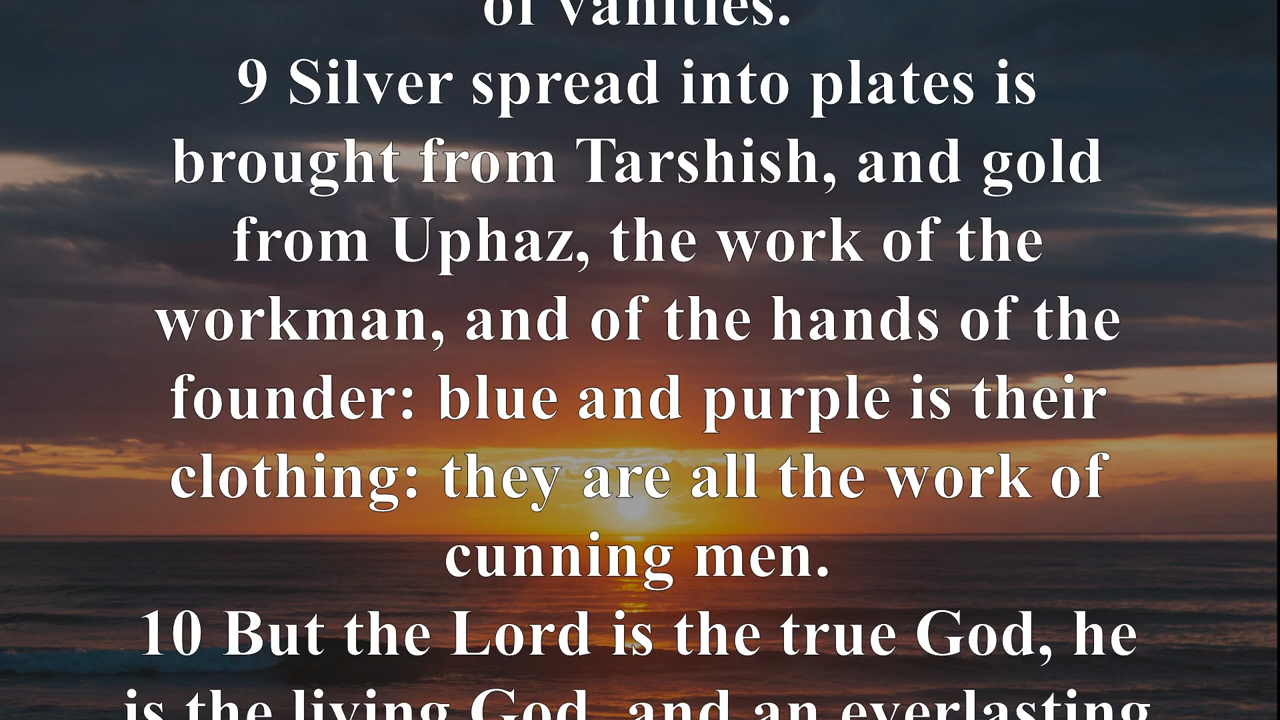 of vanities.
9 Silver spread into plates is
brought from Tarshish, and gold
from Uphaz, the work of the
workman, and of the hands of the
founder: blue and purple is their
clothing: they are all the work of
cunning men.
10 But the Lord is the true God, he
is the living God, and an everlasting